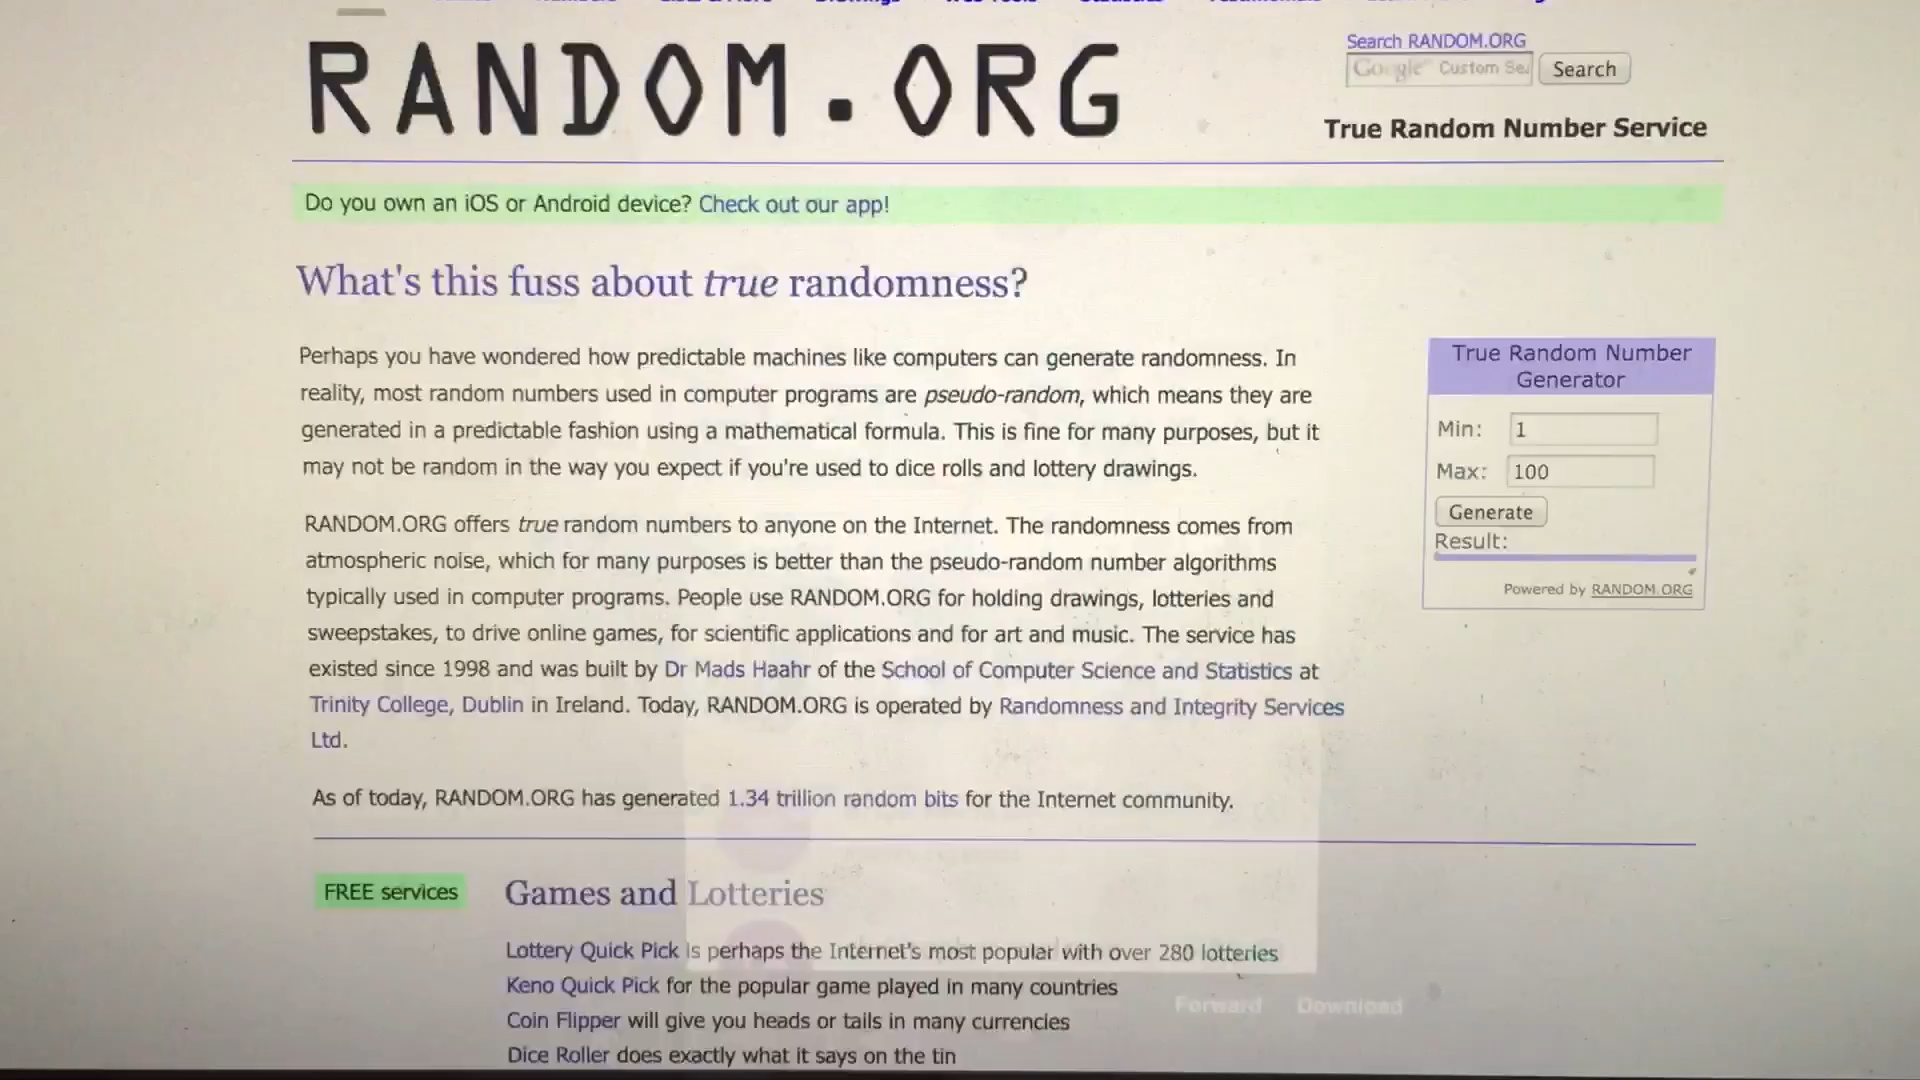 RANDOM.ORG
Search RANDOM.ORG
Google Custom Sea
Search
True Random Number Service
Do you own an iOS or Android device? Check out our app!
What's this fuss about true randomness?
Perhaps you have wondered how predictable machines like computers can generate randomness. In
reality, most random numbers used in computer programs are pseudo-random, which means they are
generated in a predictable fashion using a mathematical formula. This is fine for many purposes, but it
may not be random in the way you expect if you're used to dice rolls and lottery drawings.
RANDOM.ORG offers true random numbers to anyone on the Internet. The randomness comes from
atmospheric noise, which for many purposes is better than the pseudo-random number algorithms
typically used in computer programs. People use RANDOM.ORG for holding drawings, lotteries and
sweepstakes, to drive online games, for scientific applications and for art and music. The service has
existed since 1998 and was built by Dr Mads Haahr of the School of Computer Science and Statistics at
Trinity College, Dublin in Ireland. Today, RANDOM.ORG is operated by Randomness and Integrity Services
Ltd.
As of today, RANDOM.ORG has generated 1.34 trillion random bits for the Internet community.
True Random Number
Generator
Min: 1
Max: 100
Generate
Result:
Powered by RANDOM.ORG
FREE services
Games and Lotteries
Lottery Quick Pick is perhaps the Internet's most popular with over 280 lotteries
Keno Quick Pick for the popular game played in many countries
Coin Flipper will give you heads or tails in many currencies
Dice Roller does exactly what it says on the tin
Forward Download